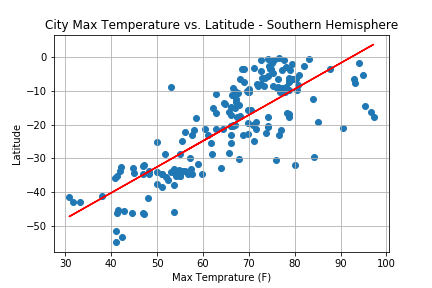 City Max Temperature vs. Latitude - Southern Hemisphere
0
−10
−20
−30
−40
−50
Latitude
30 40 50 60 70 80 90 100
Max Temprature (F)